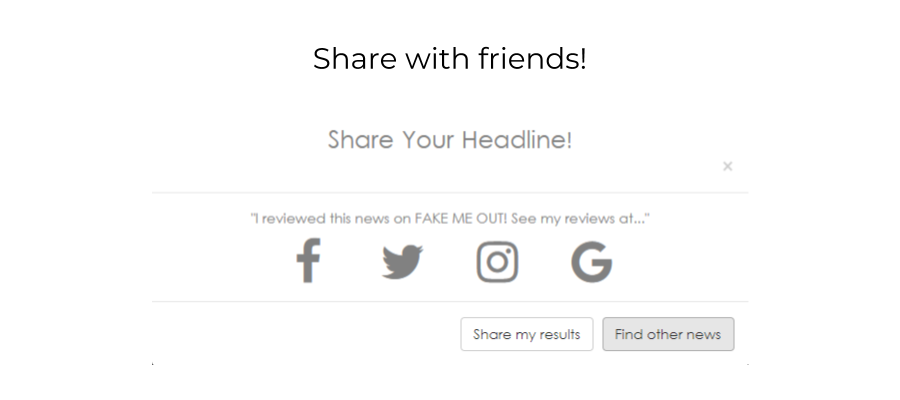 Share with friends!
Share Your Headline!
×
"I reviewed this news on FAKE ME OUT! See my reviews at..."
Share my results
Find other news